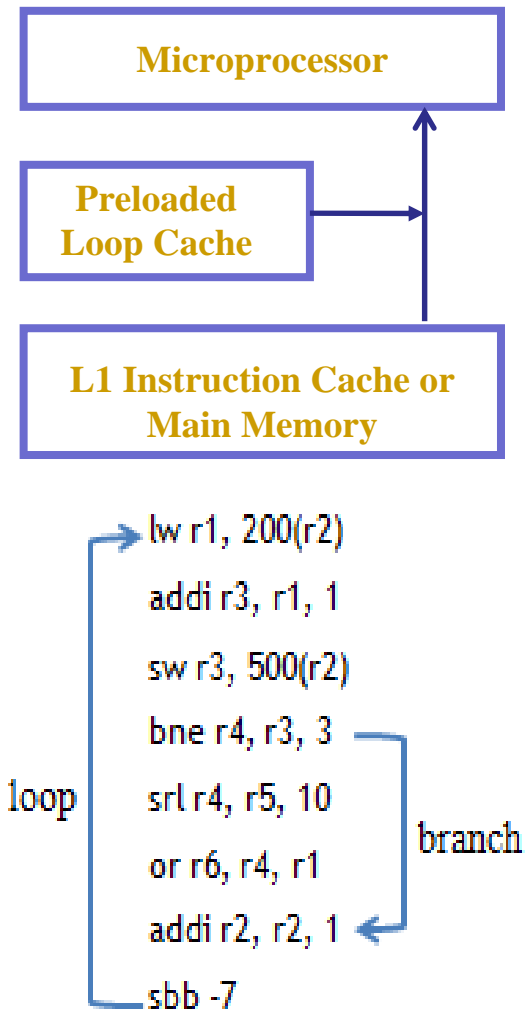 Microprocessor
Preloaded
Loop Cache
L1 Instruction Cache or
Main Memory
lw r1, 200(r2)
addi r3, r1, 1
sw r3, 500(r2)
bne r4, r3, 3
loop
srl r4, r5, 10
branch
or r6, r4, r1
addi r2, r2, 1
sbb -7